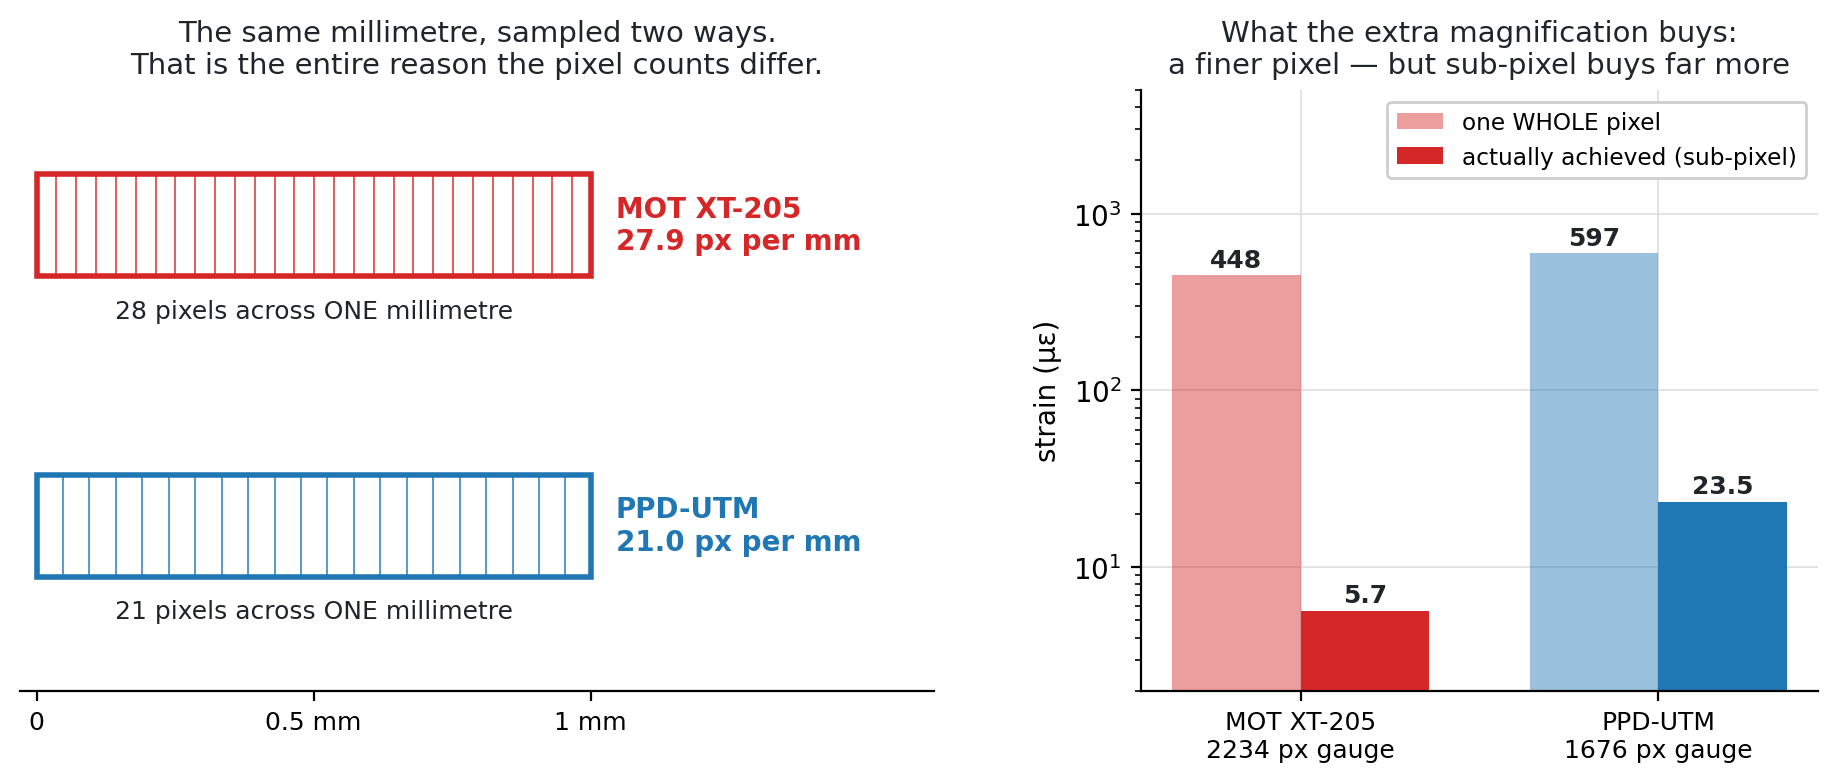 The same millimetre, sampled two ways.
That is the entire reason the pixel counts differ.
MOT XT-205
27.9 px per mm
28 pixels across ONE millimetre
PPD-UTM
21.0 px per mm
21 pixels across ONE millimetre
0
0.5 mm
1 mm
What the extra magnification buys:
a finer pixel — but sub-pixel buys far more
one WHOLE pixel
actually achieved (sub-pixel)
strain (με)
10³
10²
10¹
448
5.7
597
23.5
MOT XT-205
2234 px gauge
PPD-UTM
1676 px gauge